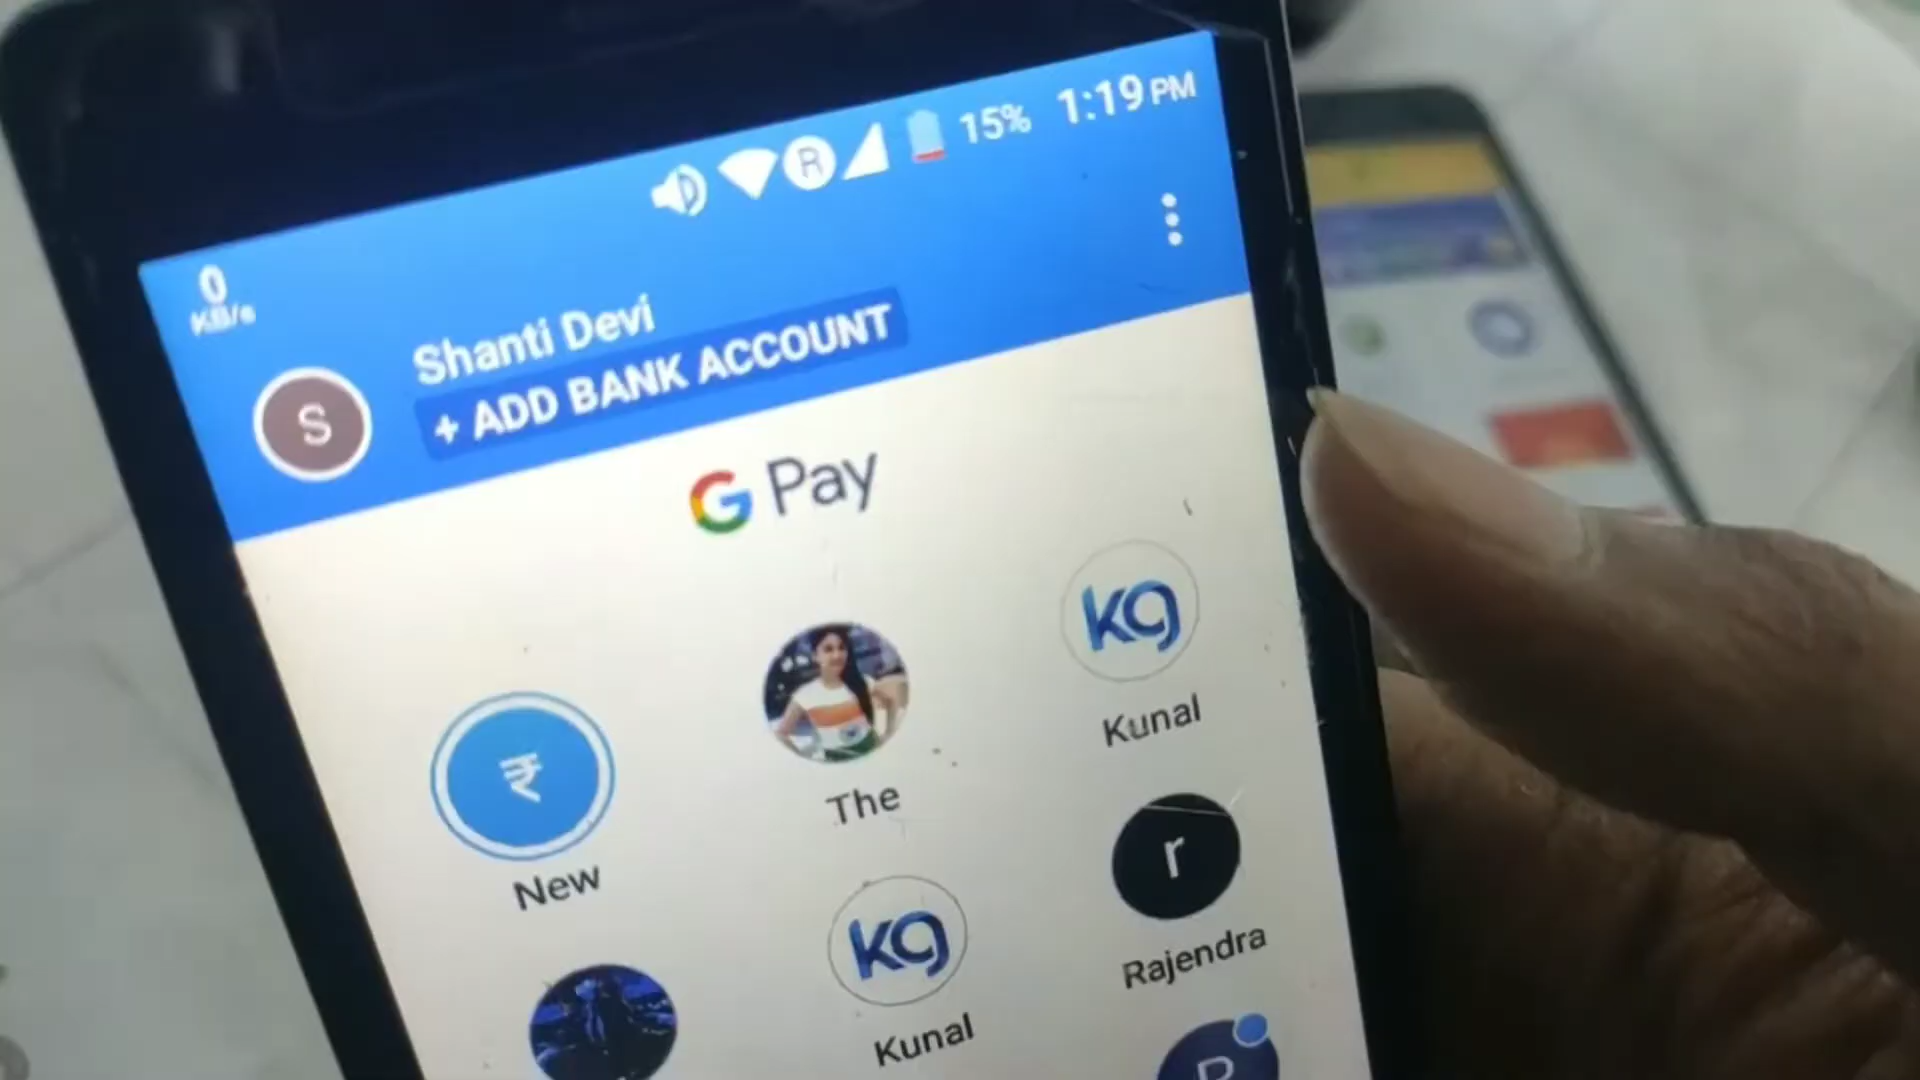 R 15% 1:19 PM
0
KB/s
Shanti Devi
S
+ ADD BANK ACCOUNT
G Pay
₹
New
The
kg
Kunal
kg
Kunal
r
Rajendra